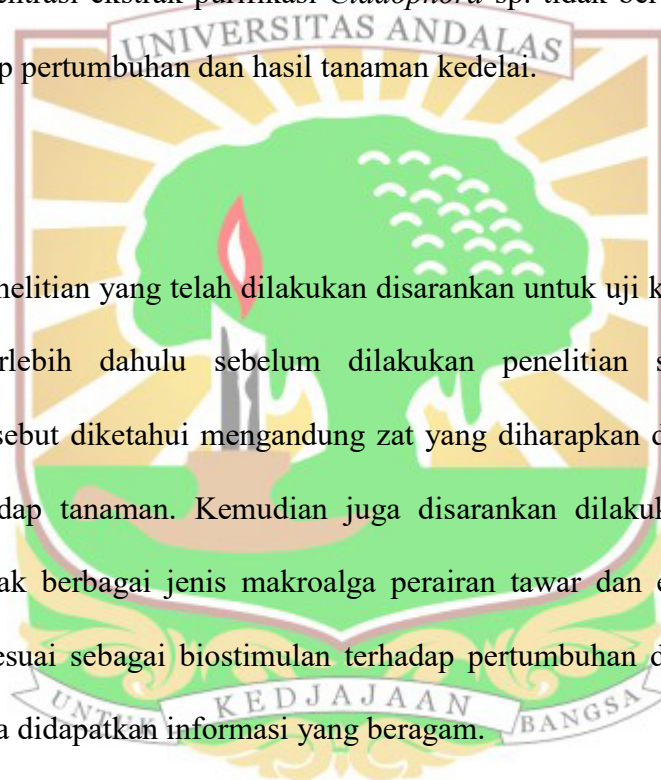 entrasi ekstrak purifikasi Cladophora sp. tidak ber
UNIVERSITAS ANDALAS
p pertumbuhan dan hasil tanaman kedelai.
nelitian yang telah dilakukan disarankan untuk uji k
rlebih dahulu sebelum dilakukan penelitian s
sebut diketahui mengandung zat yang diharapkan d
dap tanaman. Kemudian juga disarankan dilakuk
ak berbagai jenis makroalga perairan tawar dan e
esuai sebagai biostimulan terhadap pertumbuhan d
UNTUK KEDJAJAAN BANGSA
a didapatkan informasi yang beragam.